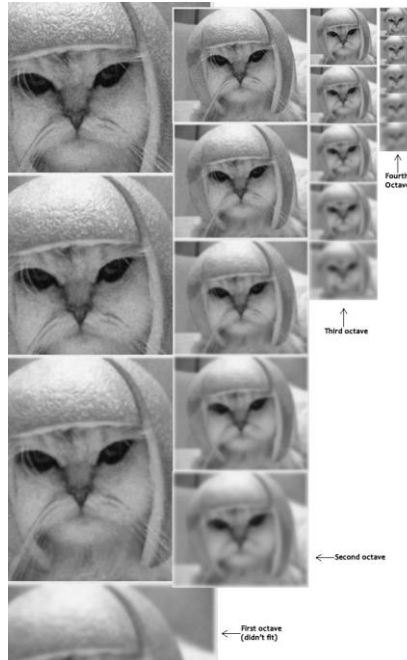 Fourth
Octave
Third octave
Second octave
First octave
(didn't fit)